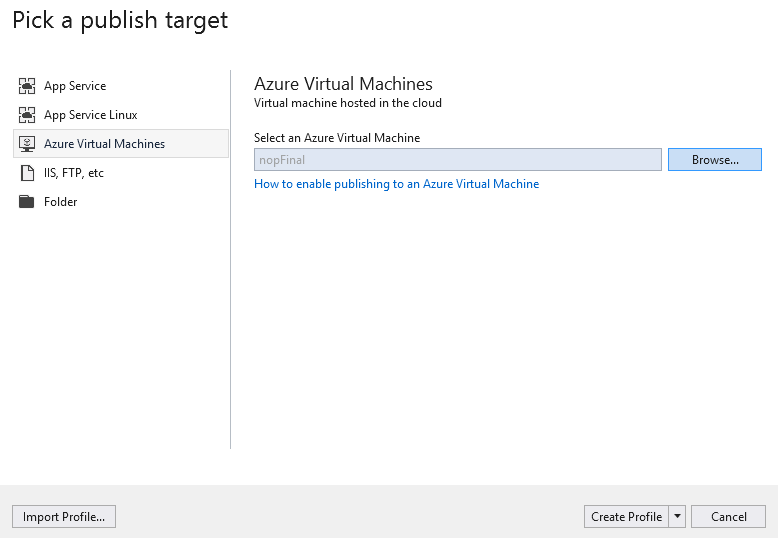 Pick a publish target
App Service
App Service Linux
Azure Virtual Machines
IIS, FTP, etc
Folder
Azure Virtual Machines
Virtual machine hosted in the cloud
Select an Azure Virtual Machine
nopFinal
Browse...
How to enable publishing to an Azure Virtual Machine
Import Profile...
Create Profile
Cancel